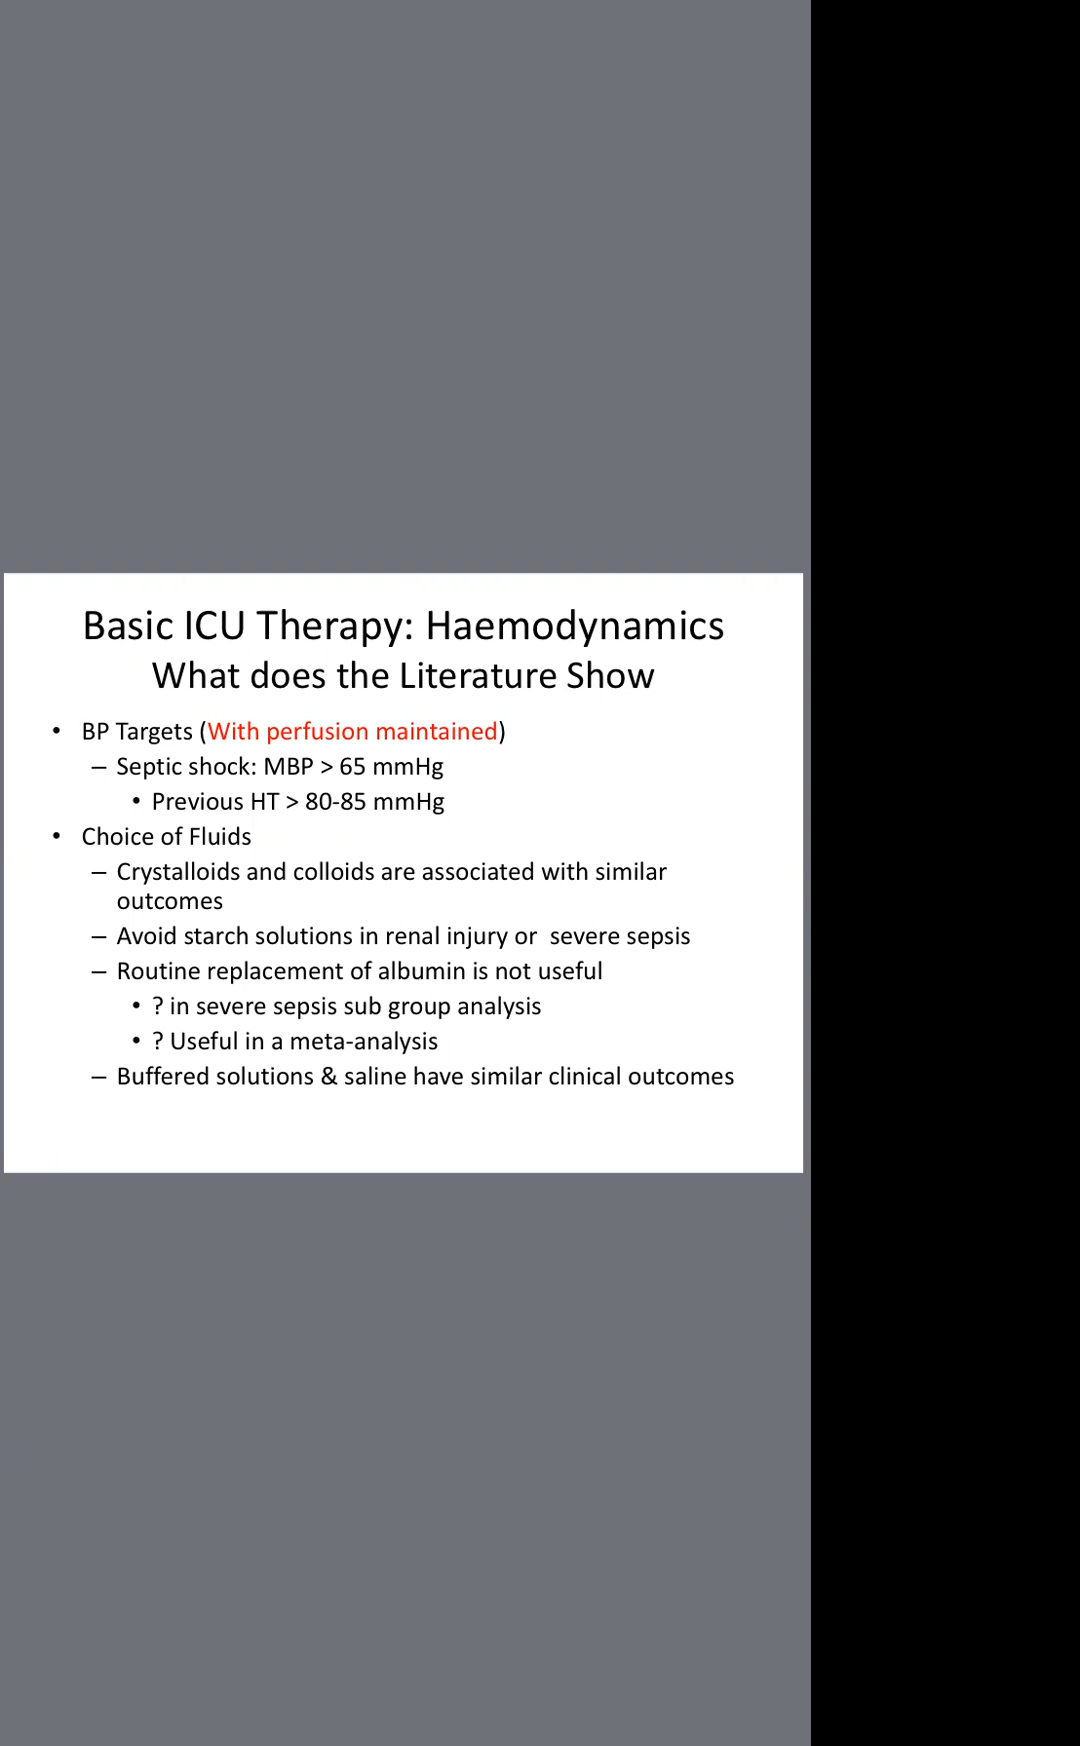 Basic ICU Therapy: Haemodynamics
What does the Literature Show
• BP Targets (With perfusion maintained)
– Septic shock: MBP > 65 mmHg
• Previous HT > 80-85 mmHg
• Choice of Fluids
– Crystalloids and colloids are associated with similar
outcomes
– Avoid starch solutions in renal injury or  severe sepsis
– Routine replacement of albumin is not useful
• ? in severe sepsis sub group analysis
• ? Useful in a meta-analysis
– Buffered solutions & saline have similar clinical outcomes